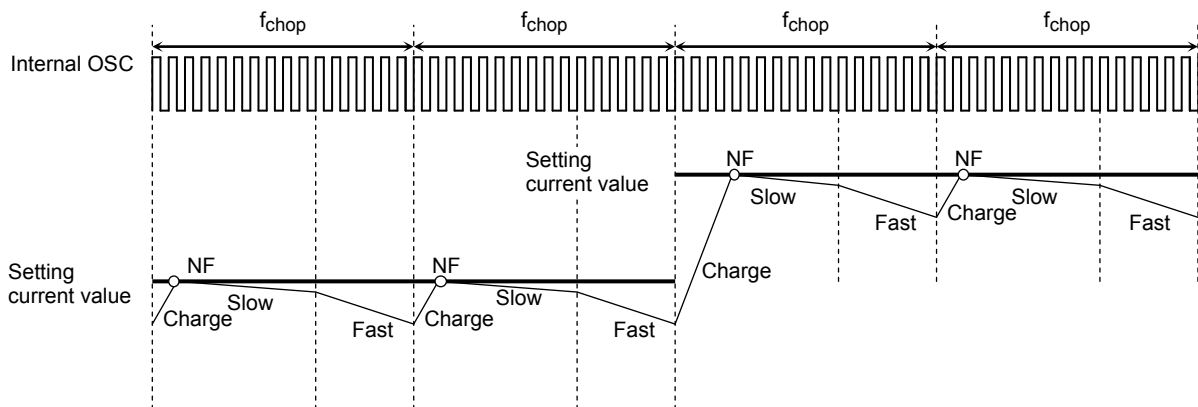 fchop fchop fchop fchop
Internal OSC
Setting
current value
NF
Slow
Fast
Charge
NF
Slow
Fast
Charge
Setting
current value
NF
Slow
Fast
Charge
NF
Slow
Fast
Charge